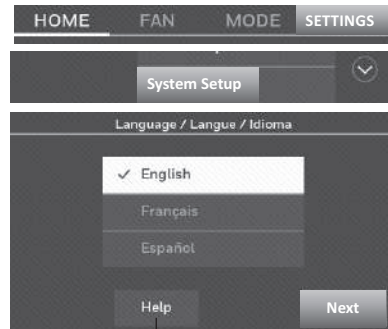 HOME FAN MODE SETTINGS
System Setup
Language / Langue / Idioma
✓ English
Français
Español
Help Next